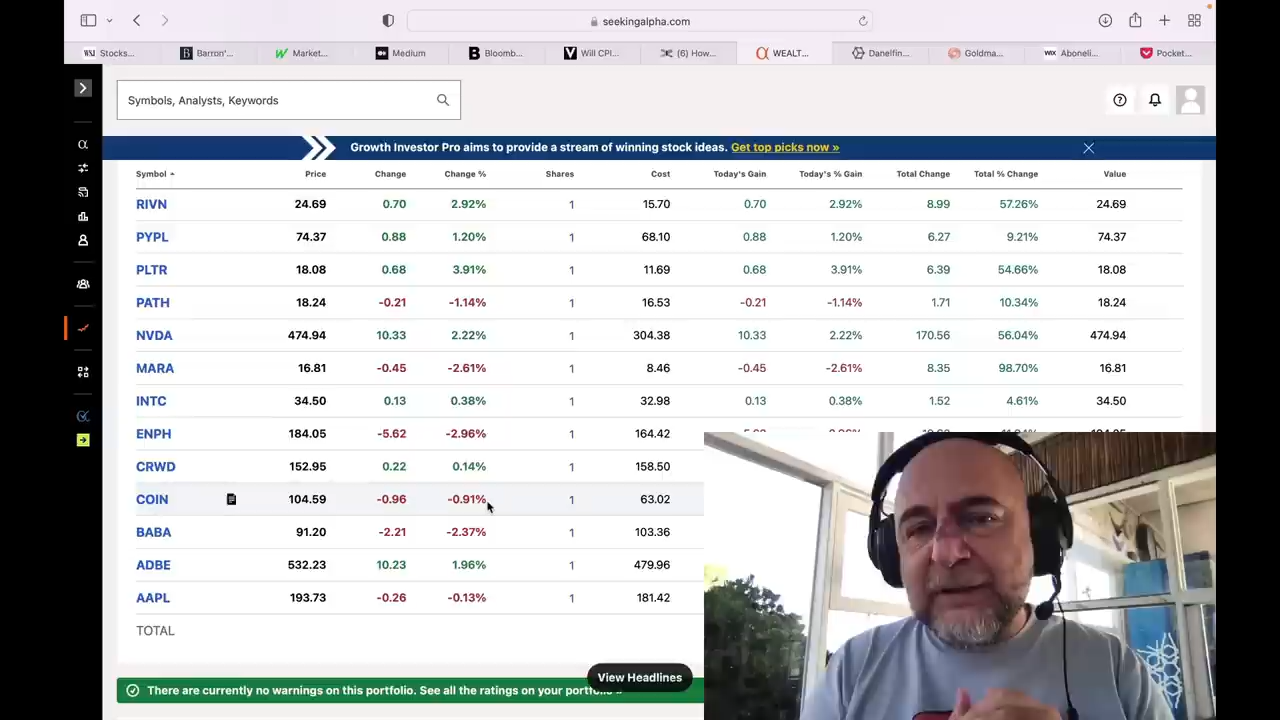 seekingalpha.com
WSJ Stocks... Barron'... Market... Medium Bloomb... Will CPI... (6) How... WEALT... Danelfin... Goldma... WIX Aboneli... Pocket...
Symbols, Analysts, Keywords
Growth Investor Pro aims to provide a stream of winning stock ideas. Get top picks now »
Symbol Price Change Change % Shares Cost Today's Gain Today's % Gain Total Change Total % Change Value
RIVN 24.69 0.70 2.92% 1 15.70 0.70 2.92% 8.99 57.26% 24.69
PYPL 74.37 0.88 1.20% 1 68.10 0.88 1.20% 6.27 9.21% 74.37
PLTR 18.08 0.68 3.91% 1 11.69 0.68 3.91% 6.39 54.66% 18.08
PATH 18.24 -0.21 -1.14% 1 16.53 -0.21 -1.14% 1.71 10.34% 18.24
NVDA 474.94 10.33 2.22% 1 304.38 10.33 2.22% 170.56 56.04% 474.94
MARA 16.81 -0.45 -2.61% 1 8.46 -0.45 -2.61% 8.35 98.70% 16.81
INTC 34.50 0.13 0.38% 1 32.98 0.13 0.38% 1.52 4.61% 34.50
ENPH 184.05 -5.62 -2.96% 1 164.42
CRWD 152.95 0.22 0.14% 1 158.50
COIN 104.59 -0.96 -0.91% 1 63.02
BABA 91.20 -2.21 -2.37% 1 103.36
ADBE 532.23 10.23 1.96% 1 479.96
AAPL 193.73 -0.26 -0.13% 1 181.42
TOTAL
View Headlines
There are currently no warnings on this portfolio. See all the ratings on your portfolio »